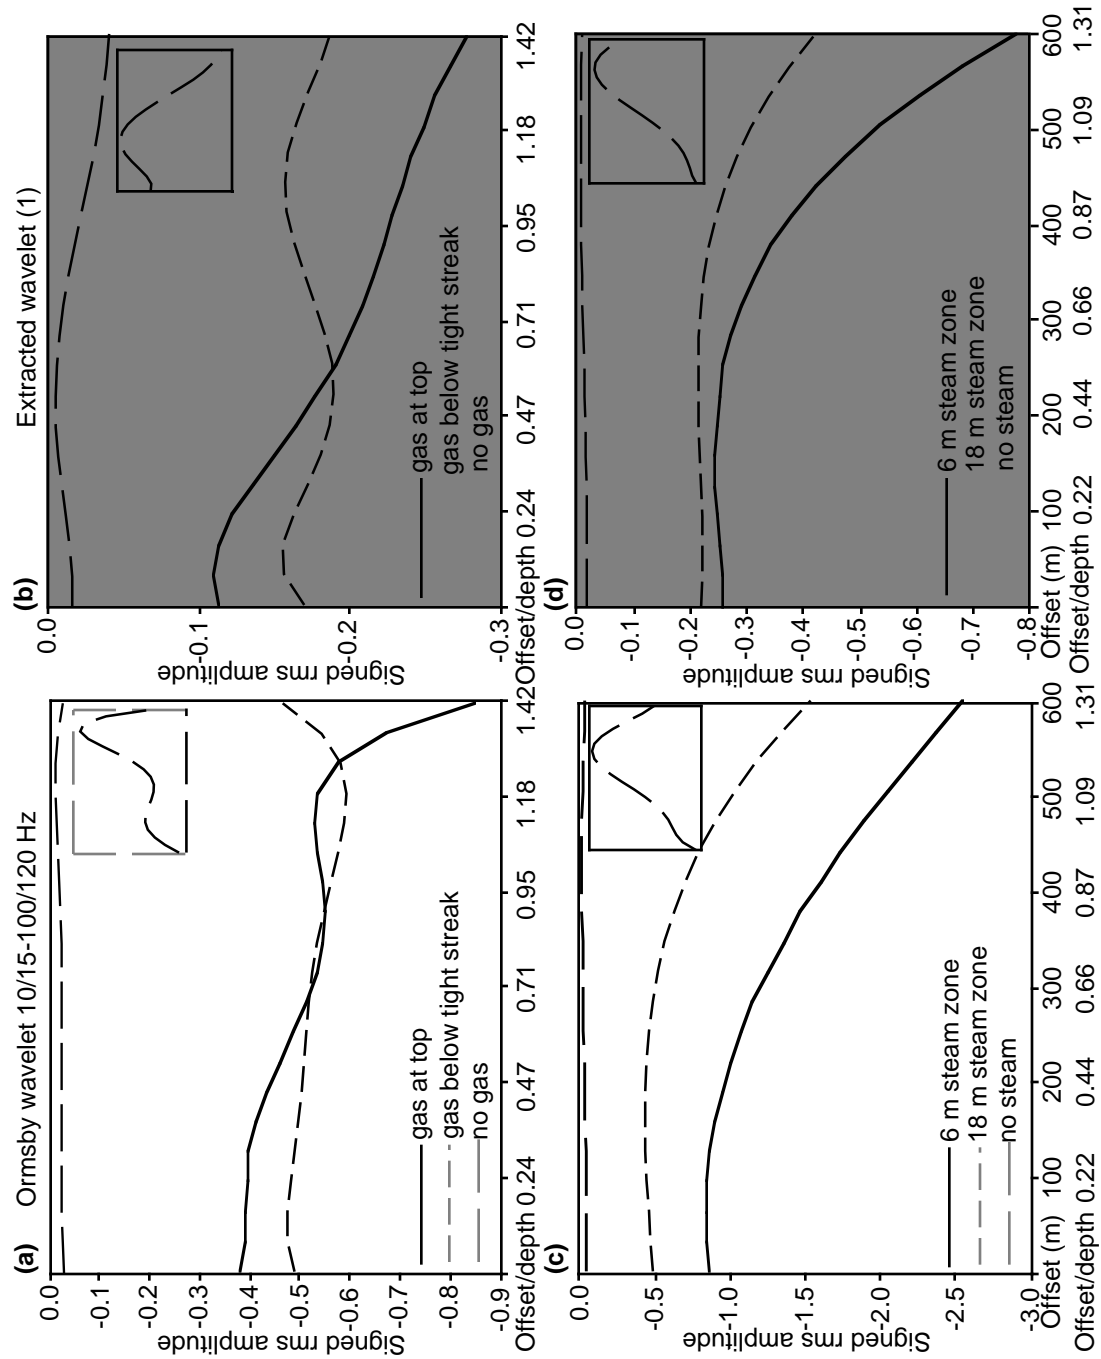 Ormsby wavelet 10/15-100/120 Hz
Extracted wavelet (1)
(a)
0.0
-0.1
-0.2
-0.3
-0.4
-0.5
-0.6
-0.7
-0.8
-0.9
Signed rms amplitude
gas at top
gas below tight streak
no gas
Offset/depth 0.24 0.47 0.71 0.95 1.18 1.42
(b)
0.0
-0.1
-0.2
-0.3
Signed rms amplitude
gas at top
gas below tight streak
no gas
Offset/depth 0.24 0.47 0.71 0.95 1.18 1.42
(c)
0.0
-0.5
-1.0
-1.5
-2.0
-2.5
-3.0
Signed rms amplitude
6 m steam zone
18 m steam zone
no steam
Offset (m) 100 200 300 400 500 600
Offset/depth 0.22 0.44 0.66 0.87 1.09 1.31
(d)
0.0
-0.1
-0.2
-0.3
-0.4
-0.5
-0.6
-0.7
-0.8
Signed rms amplitude
6 m steam zone
18 m steam zone
no steam
Offset (m) 100 200 300 400 500 600
Offset/depth 0.22 0.44 0.66 0.87 1.09 1.31